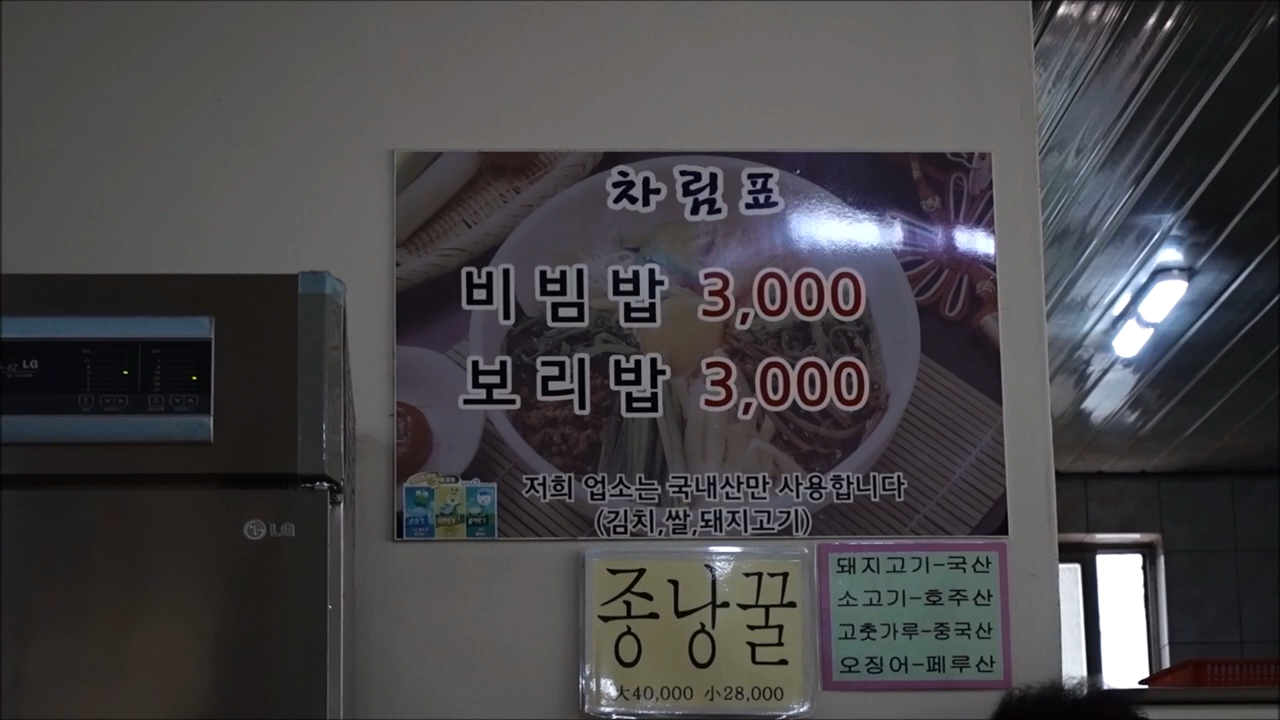 차림표
비빔밥 3,000
보리밥 3,000
저희 업소는 국내산만 사용합니다
(김치,쌀,돼지고기)
종낭꿀
大40,000 小28,000
돼지고기-국산
소고기-호주산
고춧가루-중국산
오징어-페루산
LG
LG